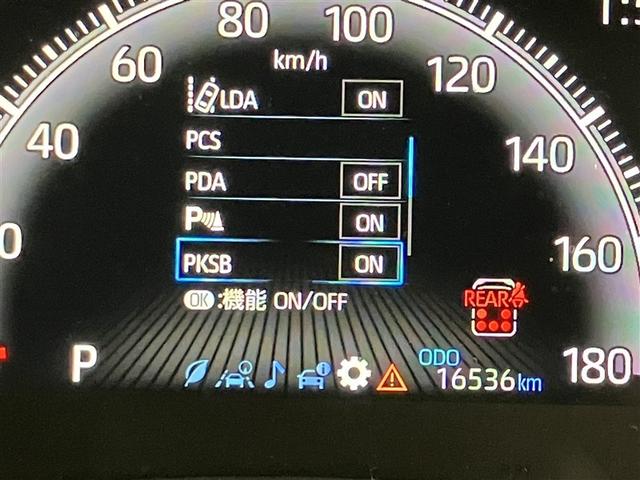 80
100
60
km/h
120
LDA ON
40
PCS
140
PDA OFF
P ON
160
PKSB ON
OK :機能 ON/OFF
REAR
P
ODO
16536km
180